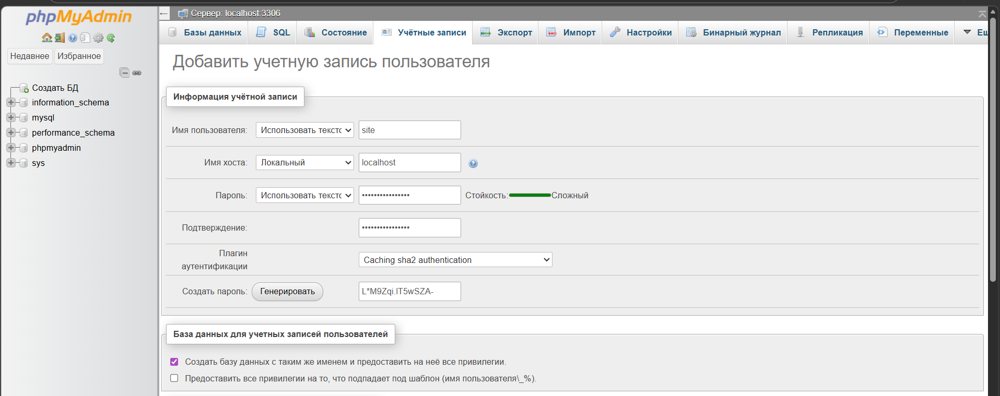 phpMyAdmin
Недавнее Избранное
Создать БД
information_schema
mysql
performance_schema
phpmyadmin
sys
← Сервер: localhost:3306
Базы данных SQL Состояние Учётные записи Экспорт Импорт Настройки Бинарный журнал Репликация Переменные Ещ
Добавить учетную запись пользователя
Информация учётной записи
Имя пользователя: Использовать текстс site
Имя хоста: Локальный localhost
Пароль: Использовать текстс •••••••••••••••• Стойкость: Сложный
Подтверждение: ••••••••••••••••
Плагин
аутентификации
Caching sha2 authentication
Создать пароль: Генерировать L*M9Zqi.lT5wSZA-
База данных для учетных записей пользователей
Создать базу данных с таким же именем и предоставить на неё все привилегии.
Предоставить все привилегии на то, что подпадает под шаблон (имя пользователя\_%).